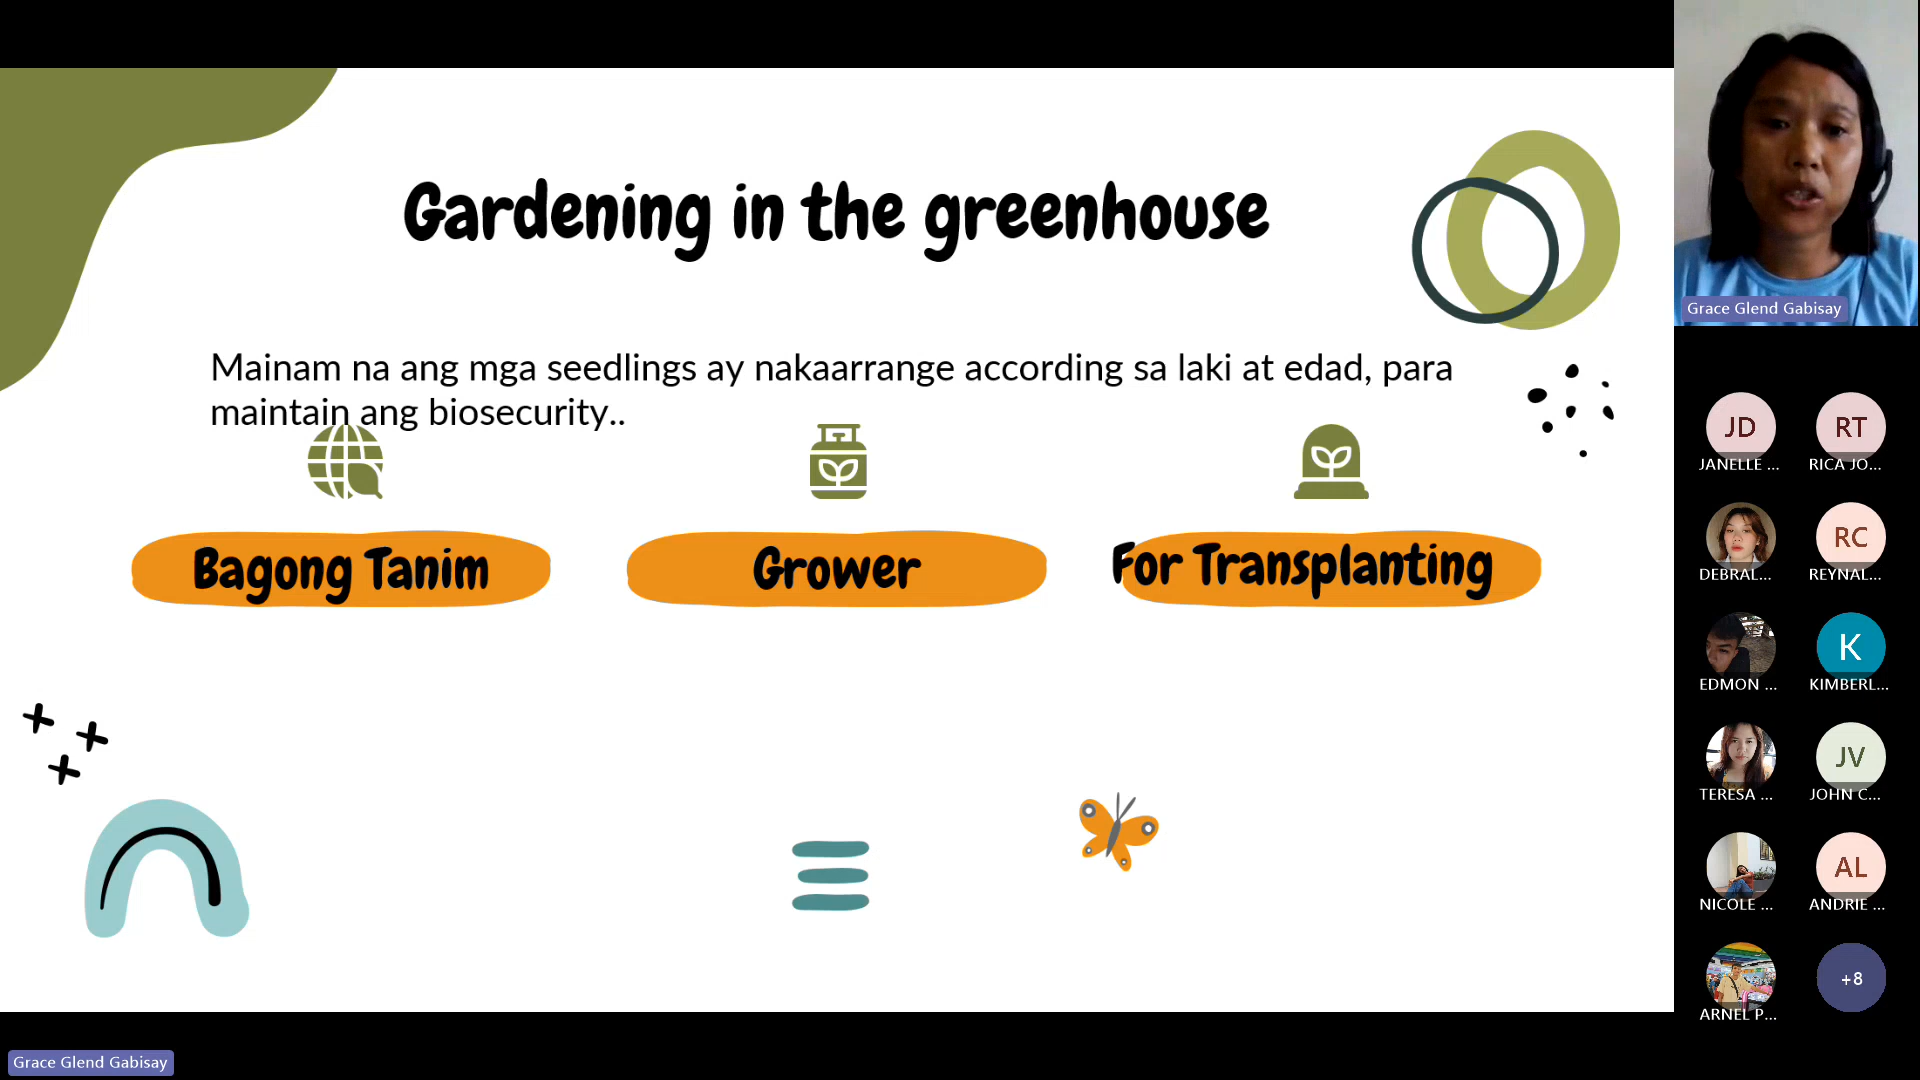 Gardening in the greenhouse
Mainam na ang mga seedlings ay nakaarrange according sa laki at edad, para
maintain ang biosecurity..
Bagong Tanim
Grower
For Transplanting
Grace Glend Gabisay
JD
JANELLE ...
RT
RICA JO...
DEBRAL...
RC
REYNAL...
EDMON ...
K
KIMBERL...
TERESA ...
JV
JOHN C...
NICOLE ...
AL
ANDRIE ...
ARNEL P...
+8
Grace Glend Gabisay